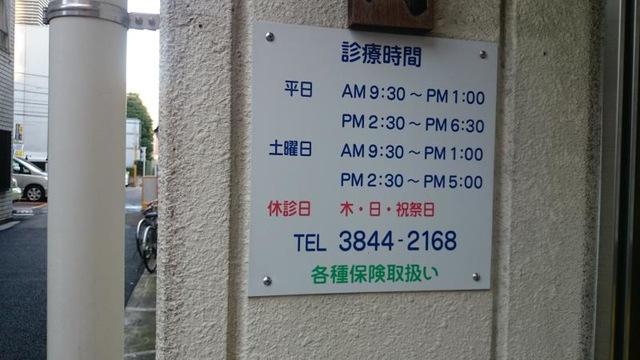 診療時間
平日 AM 9:30～PM 1:00
PM 2:30～PM 6:30
土曜日 AM 9:30～PM 1:00
PM 2:30～PM 5:00
休診日 木・日・祝祭日
TEL 3844-2168
各種保険取扱い